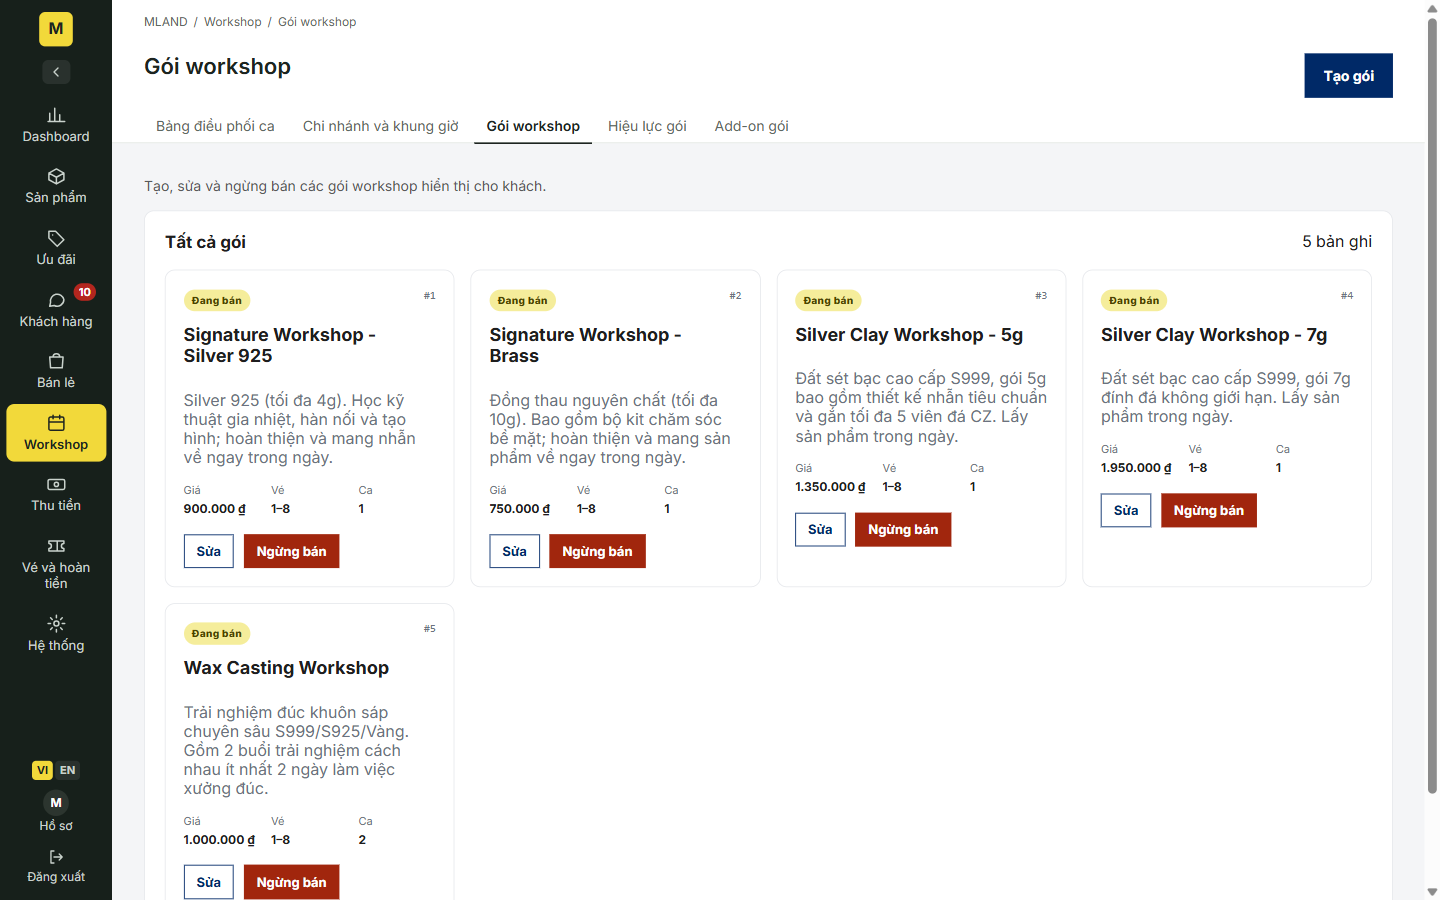 M
Dashboard
Sản phẩm
Ưu đãi
10
Khách hàng
Bán lẻ
Workshop
Thu tiền
Vé và hoàn
tiền
Hệ thống
VI EN
M
Hồ sơ
Đăng xuất
MLAND / Workshop / Gói workshop
Gói workshop
Tạo gói
Bảng điều phối ca
Chi nhánh và khung giờ
Gói workshop
Hiệu lực gói
Add-on gói
Tạo, sửa và ngừng bán các gói workshop hiển thị cho khách.
Tất cả gói
5 bản ghi
Đang bán
#1
Signature Workshop -
Silver 925
Silver 925 (tối đa 4g). Học kỹ
thuật gia nhiệt, hàn nối và tạo
hình; hoàn thiện và mang nhẫn
về ngay trong ngày.
Giá Vé Ca
900.000 ₫ 1–8 1
Sửa Ngừng bán
Đang bán
#2
Signature Workshop -
Brass
Đồng thau nguyên chất (tối đa
10g). Bao gồm bộ kit chăm sóc
bề mặt; hoàn thiện và mang sản
phẩm về ngay trong ngày.
Giá Vé Ca
750.000 ₫ 1–8 1
Sửa Ngừng bán
Đang bán
#3
Silver Clay Workshop - 5g
Đất sét bạc cao cấp S999, gói 5g
bao gồm thiết kế nhẫn tiêu chuẩn
và gắn tối đa 5 viên đá CZ. Lấy
sản phẩm trong ngày.
Giá Vé Ca
1.350.000 ₫ 1–8 1
Sửa Ngừng bán
Đang bán
#4
Silver Clay Workshop - 7g
Đất sét bạc cao cấp S999, gói 7g
đính đá không giới hạn. Lấy sản
phẩm trong ngày.
Giá Vé Ca
1.950.000 ₫ 1–8 1
Sửa Ngừng bán
Đang bán
#5
Wax Casting Workshop
Trải nghiệm đúc khuôn sáp
chuyên sâu S999/S925/Vàng.
Gồm 2 buổi trải nghiệm cách
nhau ít nhất 2 ngày làm việc
xưởng đúc.
Giá Vé Ca
1.000.000 ₫ 1–8 2
Sửa Ngừng bán